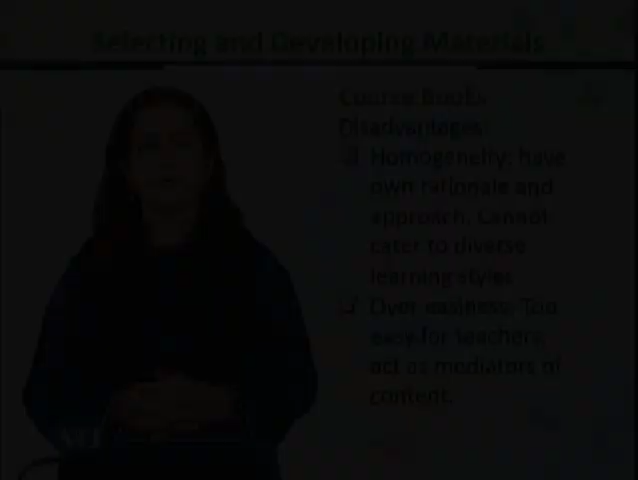 Selecting and Developing Materials
Course Books
Disadvantages:
Homogeneity: have
own rationale and
approach. Cannot
cater to diverse
learning styles
Over easiness: Too
easy for teachers
act as mediators of
content.